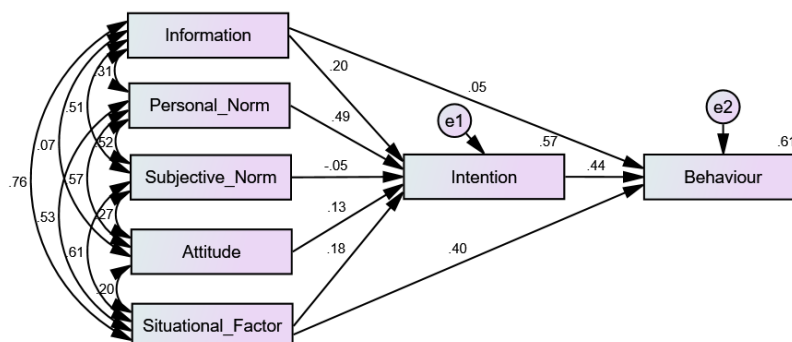 Information
.31
.20
.05
Personal_Norm
.51
.49
e1
e2
.07
.52
.57
.61
Subjective_Norm
-.05
Intention
.44
Behaviour
.76
.57
.27
.13
.53
Attitude
.18
.40
.61
.20
Situational_Factor